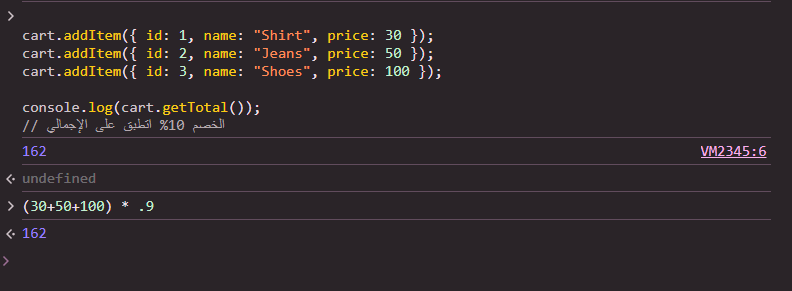 cart.addItem({ id: 1, name: "Shirt", price: 30 });
cart.addItem({ id: 2, name: "Jeans", price: 50 });
cart.addItem({ id: 3, name: "Shoes", price: 100 });
console.log(cart.getTotal());
// الخصم 10% اتطبق على الإجمالي
162 VM2345:6
undefined
(30+50+100) * .9
162